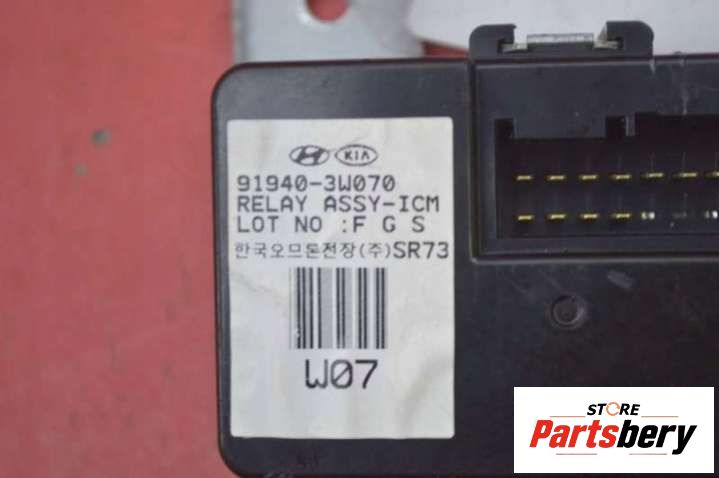 KIA
91940-3W070
RELAY ASSY-ICM
LOT NO :F G S
한국오므론전장(주)SR73
W07
STORE
Partsbery